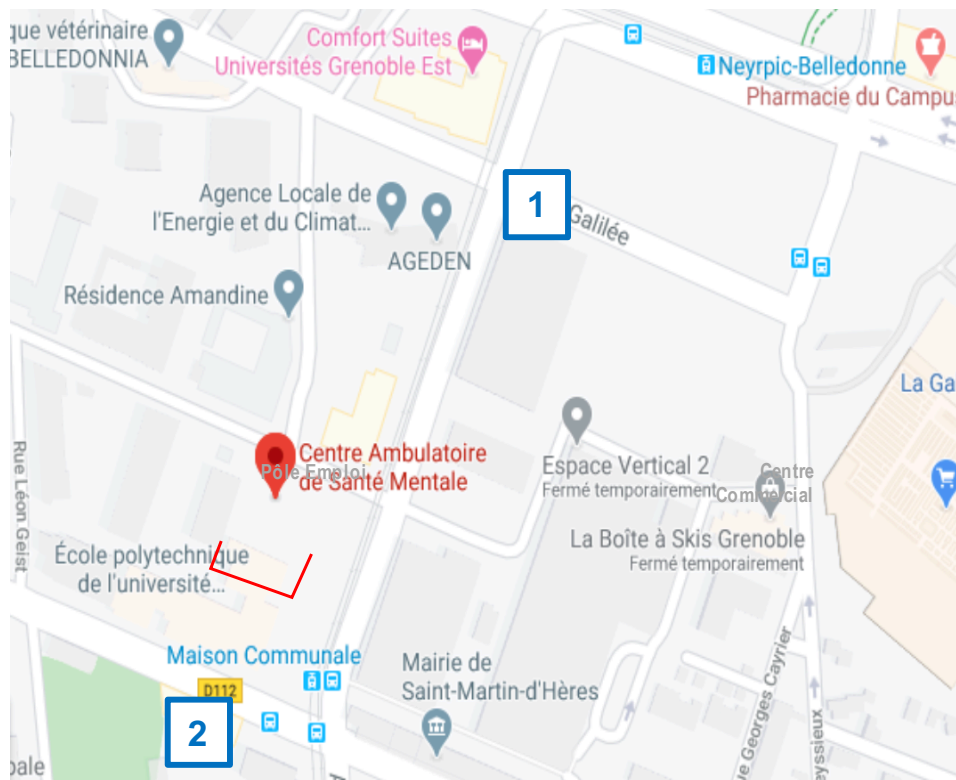 que vétérinaire
BELLEDONNIA
Comfort Suites
Universités Grenoble Est
Neyrpic-Belledonne
Pharmacie du Campus
Agence Locale de
l'Energie et du Climat...
1
Galilée
AGEDEN
Résidence Amandine
La Ga
Rue Léon Geist
Centre Ambulatoire
de Santé Mentale
Pôle Emploi
Espace Vertical 2
Fermé temporairement
Centre
Commercial
La Boîte à Skis Grenoble
Fermé temporairement
École polytechnique
de l'université...
Maison Communale
D112
Mairie de
Saint-Martin-d'Hères
2
e Georges Cayrier
eyssieux
pale